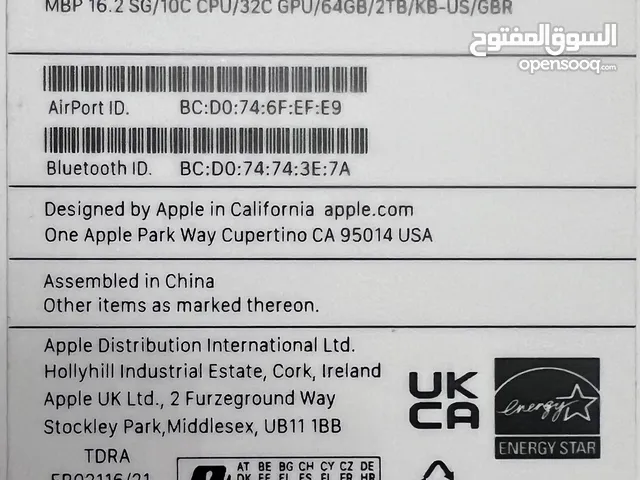 MBP 16.2 SG/10C CPU/32C GPU/64GB/2TB/KB-US/GBR
السوق المفتوح
opensooq.com
AirPort ID. BC:D0:74:6F:EF:E9
Bluetooth ID. BC:D0:74:74:3E:7A
Designed by Apple in California apple.com
One Apple Park Way Cupertino CA 95014 USA
Assembled in China
Other items as marked thereon.
Apple Distribution International Ltd.
Hollyhill Industrial Estate, Cork, Ireland
Apple UK Ltd., 2 Furzeground Way
Stockley Park,Middlesex, UB11 1BB
UK
CA
energy
ENERGY STAR
TDRA
AT BE BG CH CY CZ DE